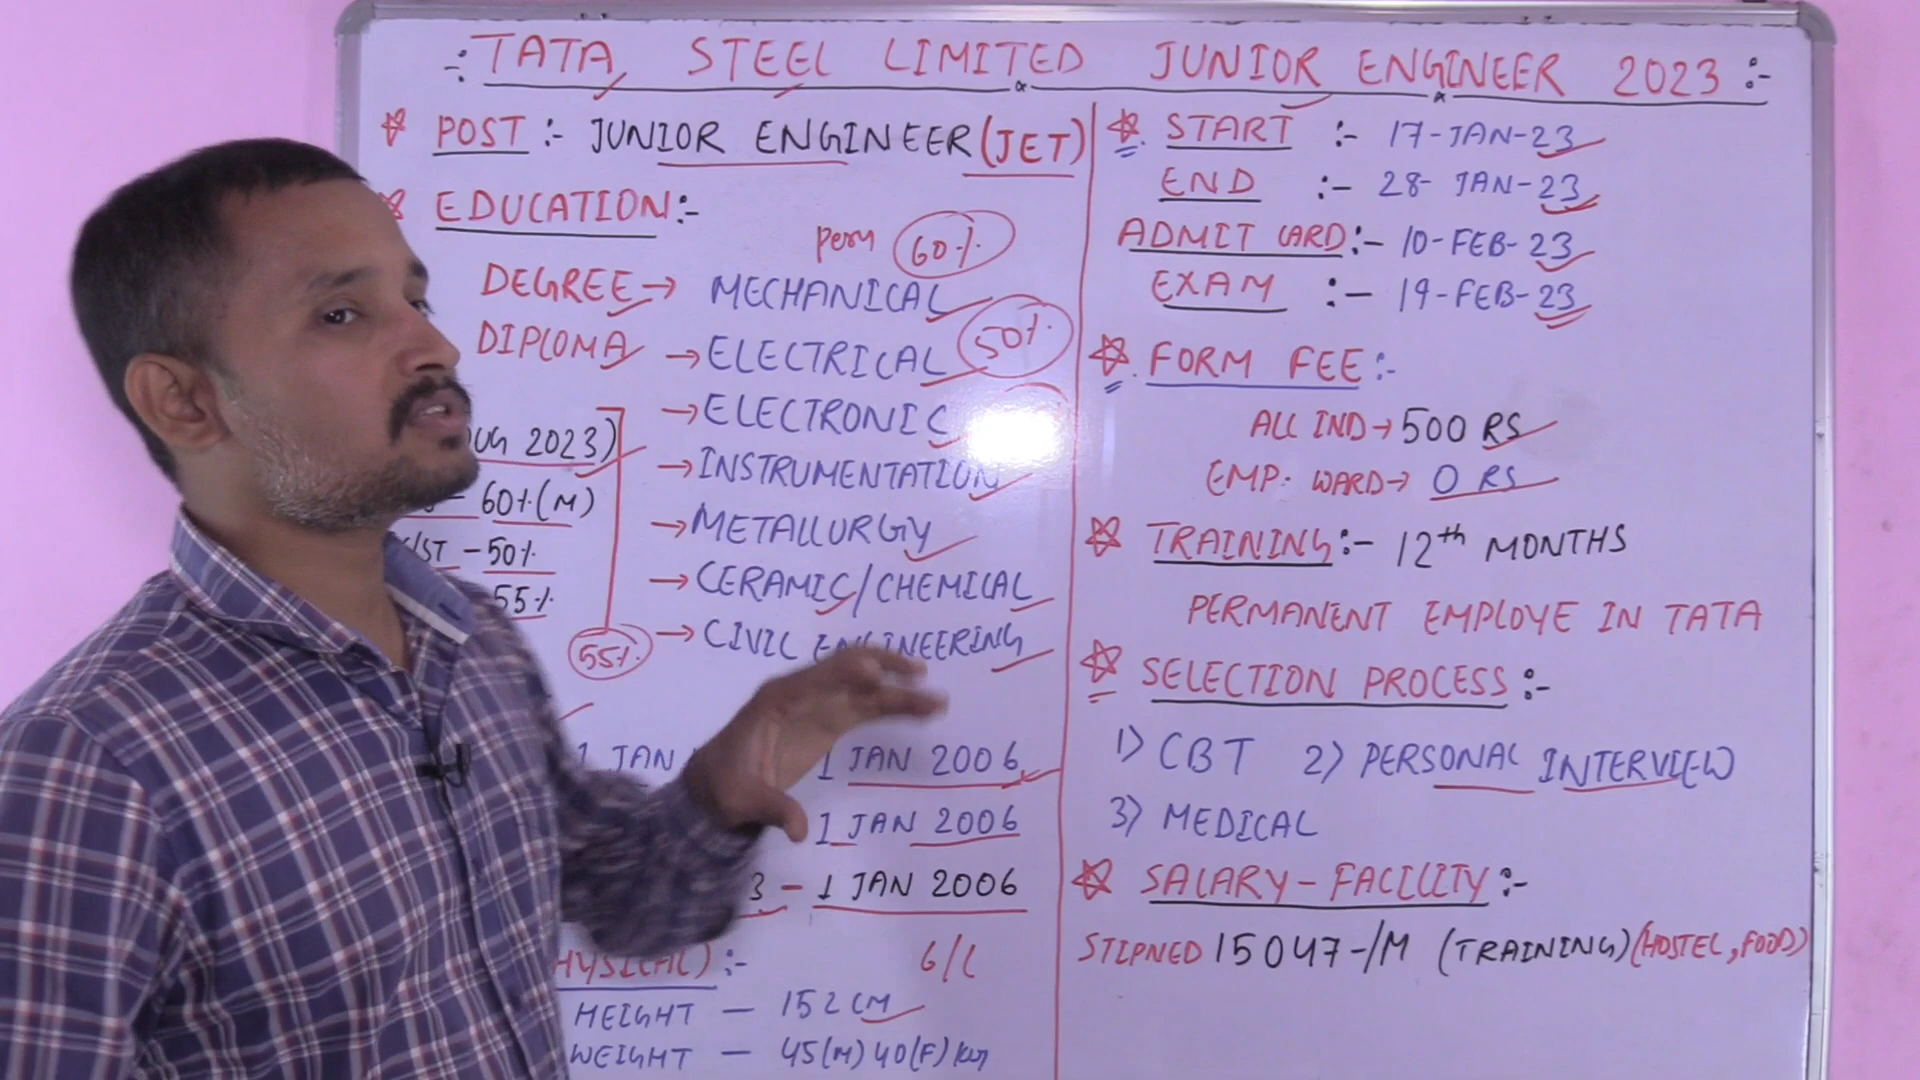 :- TATA STEEL LIMITED JUNIOR ENGINEER 2023 :-
POST :- JUNIOR ENGINEER (JET)
EDUCATION :-
60%
DEGREE → MECHANICAL
50%
DIPLOMA → ELECTRICAL
→ ELECTRONIC
UG 2023)
→ INSTRUMENTATION
60% (M)
→ METALLURGY
/ST - 50%
→ CERAMIC/CHEMICAL
55%
→ CIVIL ENGINEERING
55%
1 JAN 1 JAN 2006
1 JAN 2006
3 - 1 JAN 2006
HYSICAL) :- 6/6
HEIGHT - 152 CM
WEIGHT - 45(M) 40(F)
START :- 17-JAN-23
END :- 28-JAN-23
ADMIT CARD :- 10-FEB-23
EXAM :- 19-FEB-23
FORM FEE :-
ALL IND → 500 RS
EMP. WARD → 0 RS
TRAINING :- 12th MONTHS
PERMANENT EMPLOYE IN TATA
SELECTION PROCESS :-
1) CBT 2) PERSONAL INTERVIEW
3) MEDICAL
SALARY-FACILITY :-
STIPNED 15047-/M (TRAINING) (HOSTEL, FOOD)